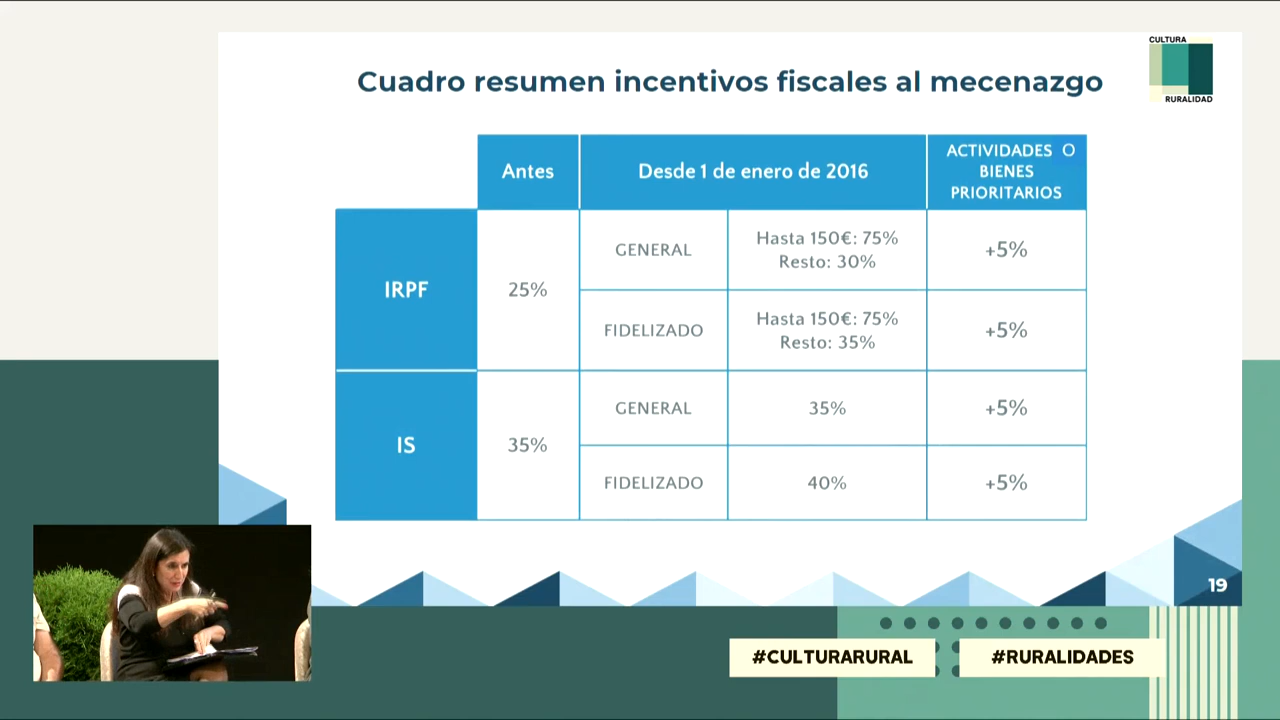 CULTURA
RURALIDAD
Cuadro resumen incentivos fiscales al mecenazgo
Antes
Desde 1 de enero de 2016
ACTIVIDADES O
BIENES
PRIORITARIOS
IRPF
25%
GENERAL
Hasta 150€: 75%
Resto: 30%
+5%
FIDELIZADO
Hasta 150€: 75%
Resto: 35%
+5%
IS
35%
GENERAL
35%
+5%
FIDELIZADO
40%
+5%
19
#CULTURARURAL
#RURALIDADES